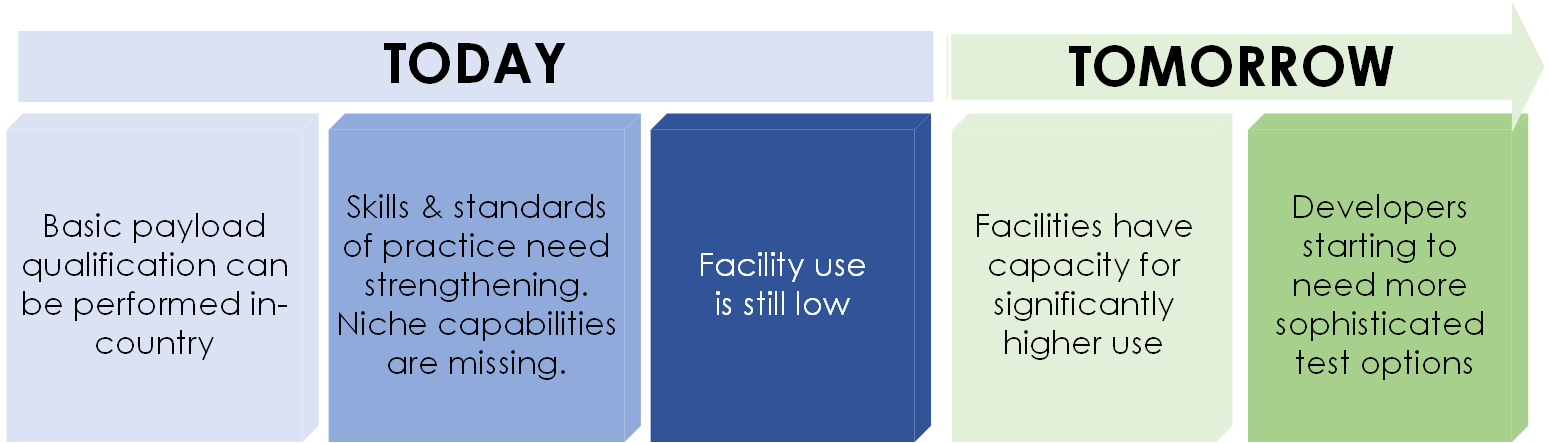 TODAY
TOMORROW
Basic payload
qualification can
be performed in-
country
Skills & standards
of practice need
strengthening.
Niche capabilities
are missing.
Facility use
is still low
Facilities have
capacity for
significantly
higher use
Developers
starting to
need more
sophisticated
test options